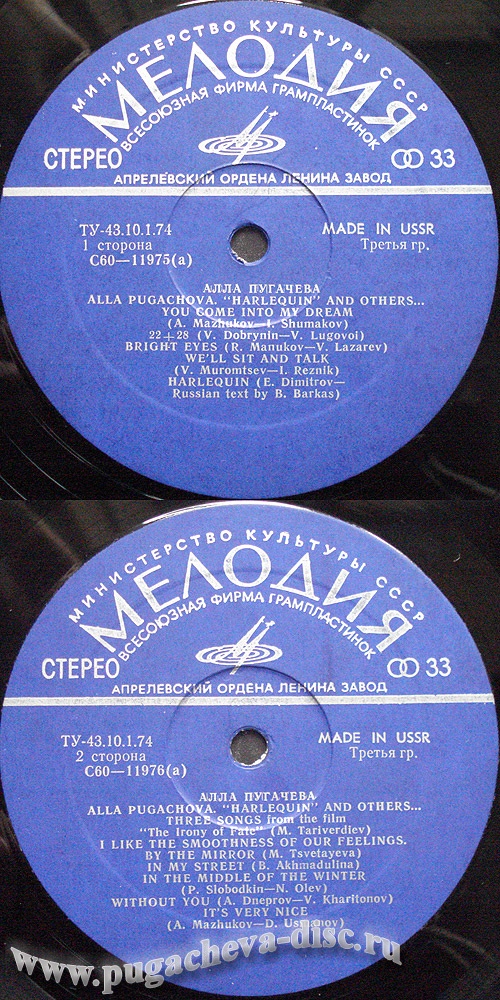 МИНИСТЕРСТВО КУЛЬТУРЫ СССР
МЕЛОДИЯ
ВСЕСОЮЗНАЯ ФИРМА ГРАМПЛАСТИНОК
СТЕРЕО 33
АПРЕЛЕВСКИЙ ОРДЕНА ЛЕНИНА ЗАВОД
ТУ-43.10.1.74 MADE IN USSR
1 сторона Третья гр.
С60—11975(а)
АЛЛА ПУГАЧЕВА
ALLA PUGACHOVA. "HARLEQUIN" AND OTHERS...
YOU COME INTO MY DREAM
(A. Mazhukov—I. Shumakov)
22+28 (V. Dobrynin—V. Lugovoi)
BRIGHT EYES (R. Manukov—V. Lazarev)
WE'LL SIT AND TALK
(V. Muromtsev—I. Reznik)
HARLEQUIN (E. Dimitrov—
Russian text by B. Barkas)
МИНИСТЕРСТВО КУЛЬТУРЫ СССР
МЕЛОДИЯ
ВСЕСОЮЗНАЯ ФИРМА ГРАМПЛАСТИНОК
СТЕРЕО 33
АПРЕЛЕВСКИЙ ОРДЕНА ЛЕНИНА ЗАВОД
ТУ-43.10.1.74 MADE IN USSR
2 сторона Третья гр.
С60—11976(а)
АЛЛА ПУГАЧЕВА
ALLA PUGACHOVA. "HARLEQUIN" AND OTHERS...
THREE SONGS from the film
"The Irony of Fate" (M. Tariverdiev)
I LIKE THE SMOOTHNESS OF OUR FEELINGS.
BY THE MIRROR (M. Tsvetayeva)
IN MY STREET (B. Akhmadulina)
IN THE MIDDLE OF THE WINTER
(P. Slobodkin—N. Olev)
WITHOUT YOU (A. Dneprov—V. Kharitonov)
IT'S VERY NICE
(A. Mazhukov—D. Usmanov)
www.pugacheva-disc.ru